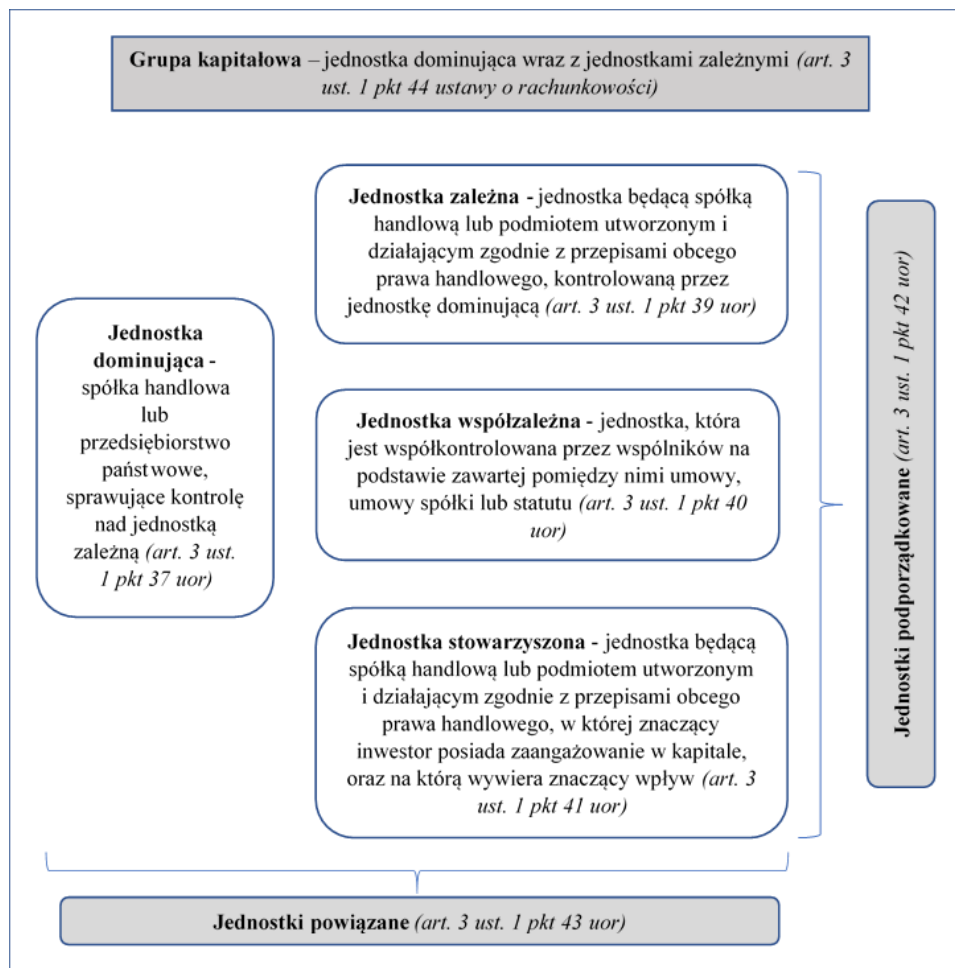 Grupa kapitałowa – jednostka dominująca wraz z jednostkami zależnymi (art. 3
ust. 1 pkt 44 ustawy o rachunkowości)
Jednostka zależna - jednostka będącą spółką
handlową lub podmiotem utworzonym i
działającym zgodnie z przepisami obcego
prawa handlowego, kontrolowaną przez
jednostkę dominującą (art. 3 ust. 1 pkt 39 uor)
Jednostka
dominująca -
spółka handlowa
lub
przedsiębiorstwo
państwowe,
sprawujące kontrolę
nad jednostką
zależną (art. 3 ust.
1 pkt 37 uor)
Jednostka współzależna - jednostka, która
jest współkontrolowana przez wspólników na
podstawie zawartej pomiędzy nimi umowy,
umowy spółki lub statutu (art. 3 ust. 1 pkt 40
uor)
Jednostka stowarzyszona - jednostka będącą
spółką handlową lub podmiotem utworzonym
i działającym zgodnie z przepisami obcego
prawa handlowego, w której znaczący
inwestor posiada zaangażowanie w kapitale,
oraz na którą wywiera znaczący wpływ (art. 3
ust. 1 pkt 41 uor)
Jednostki podporządkowane (art. 3 ust. 1 pkt 42 uor)
Jednostki powiązane (art. 3 ust. 1 pkt 43 uor)